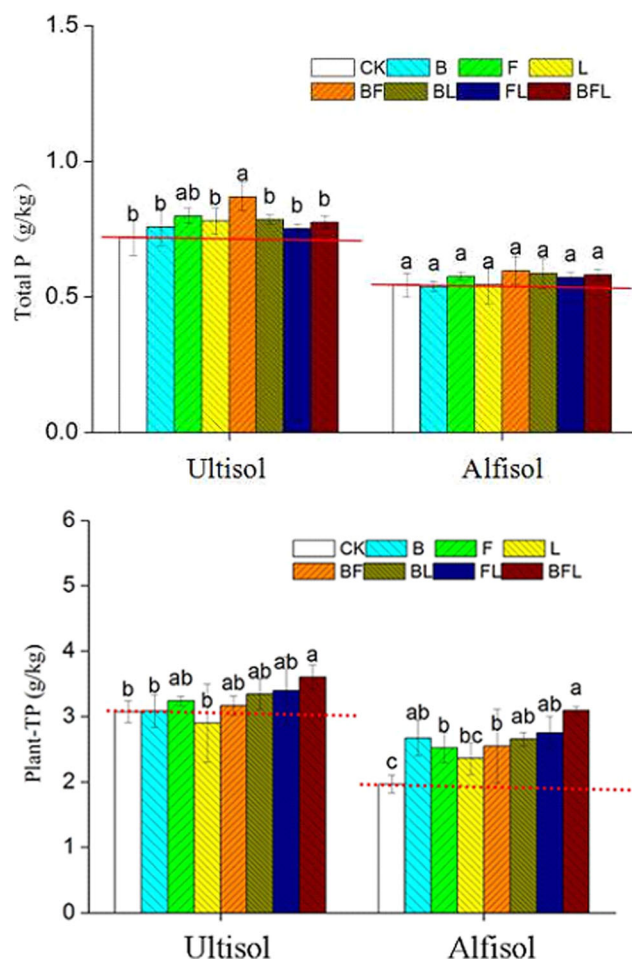 1.5
CK B F L
BF BL FL BFL
1.0
Total P (g/kg)
b b ab b a b b b
a a a a a a a a
0.5
0.0
Ultisol Alfisol
6
CK B F L
BF BL FL BFL
5
4
Plant-TP (g/kg)
b b ab b ab ab ab a
c ab b bc b ab ab a
3
2
1
0
Ultisol Alfisol